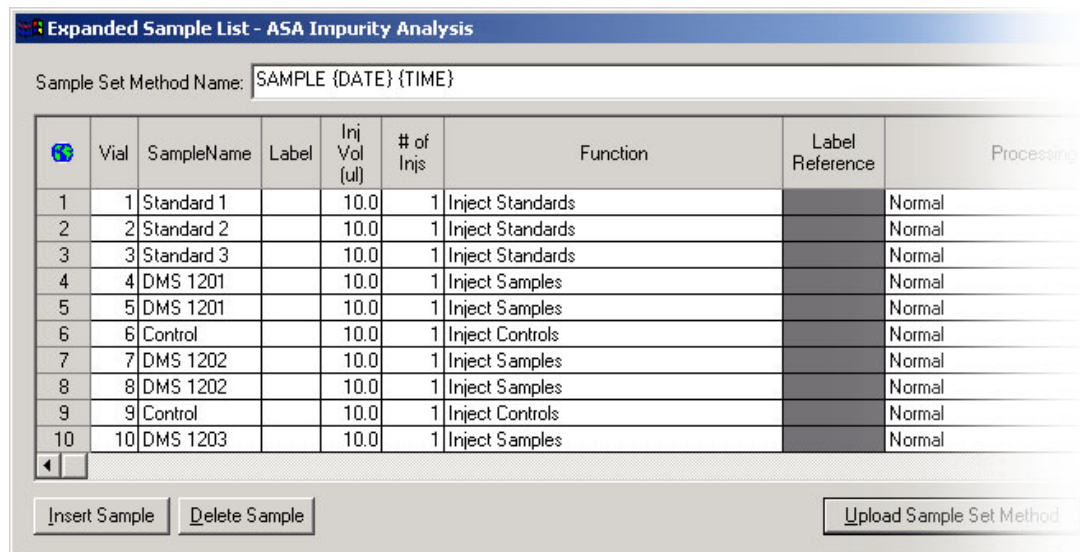 Expanded Sample List - ASA Impurity Analysis
Sample Set Method Name: SAMPLE {DATE} {TIME}
Vial SampleName Label Inj Vol (ul) # of Injs Function Label Reference Processing
1 1 Standard 1 10.0 1 Inject Standards Normal
2 2 Standard 2 10.0 1 Inject Standards Normal
3 3 Standard 3 10.0 1 Inject Standards Normal
4 4 DMS 1201 10.0 1 Inject Samples Normal
5 5 DMS 1201 10.0 1 Inject Samples Normal
6 6 Control 10.0 1 Inject Controls Normal
7 7 DMS 1202 10.0 1 Inject Samples Normal
8 8 DMS 1202 10.0 1 Inject Samples Normal
9 9 Control 10.0 1 Inject Controls Normal
10 10 DMS 1203 10.0 1 Inject Samples Normal
Insert Sample Delete Sample Upload Sample Set Method